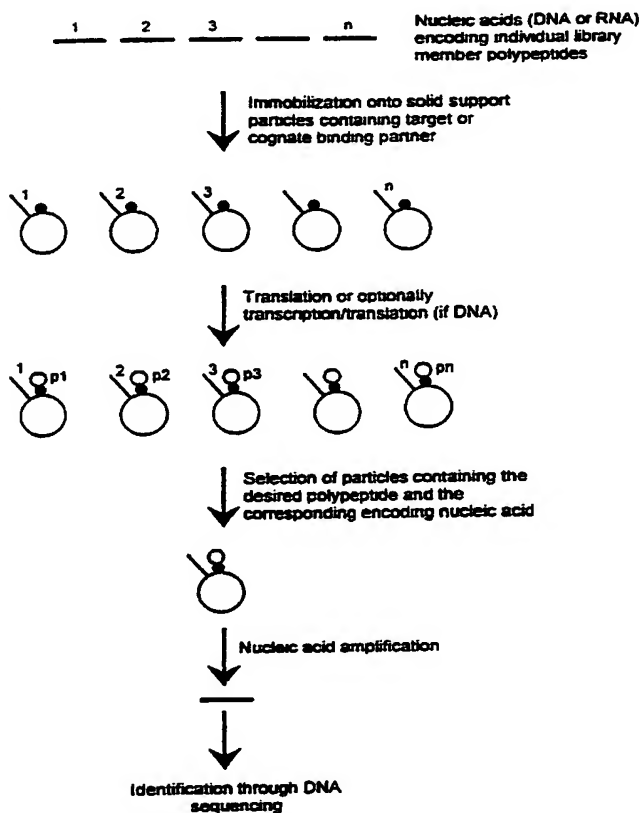 1 2 3 n
Nucleic acids (DNA or RNA)
encoding individual library
member polypeptides
Immobilization onto solid support
particles containing target or
cognate binding partner
1 2 3 n
Translation or optionally
transcription/translation (if DNA)
1 p1 2 p2 3 p3 n pn
Selection of particles containing the
desired polypeptide and the
corresponding encoding nucleic acid
Nucleic acid amplification
Identification through DNA
sequencing